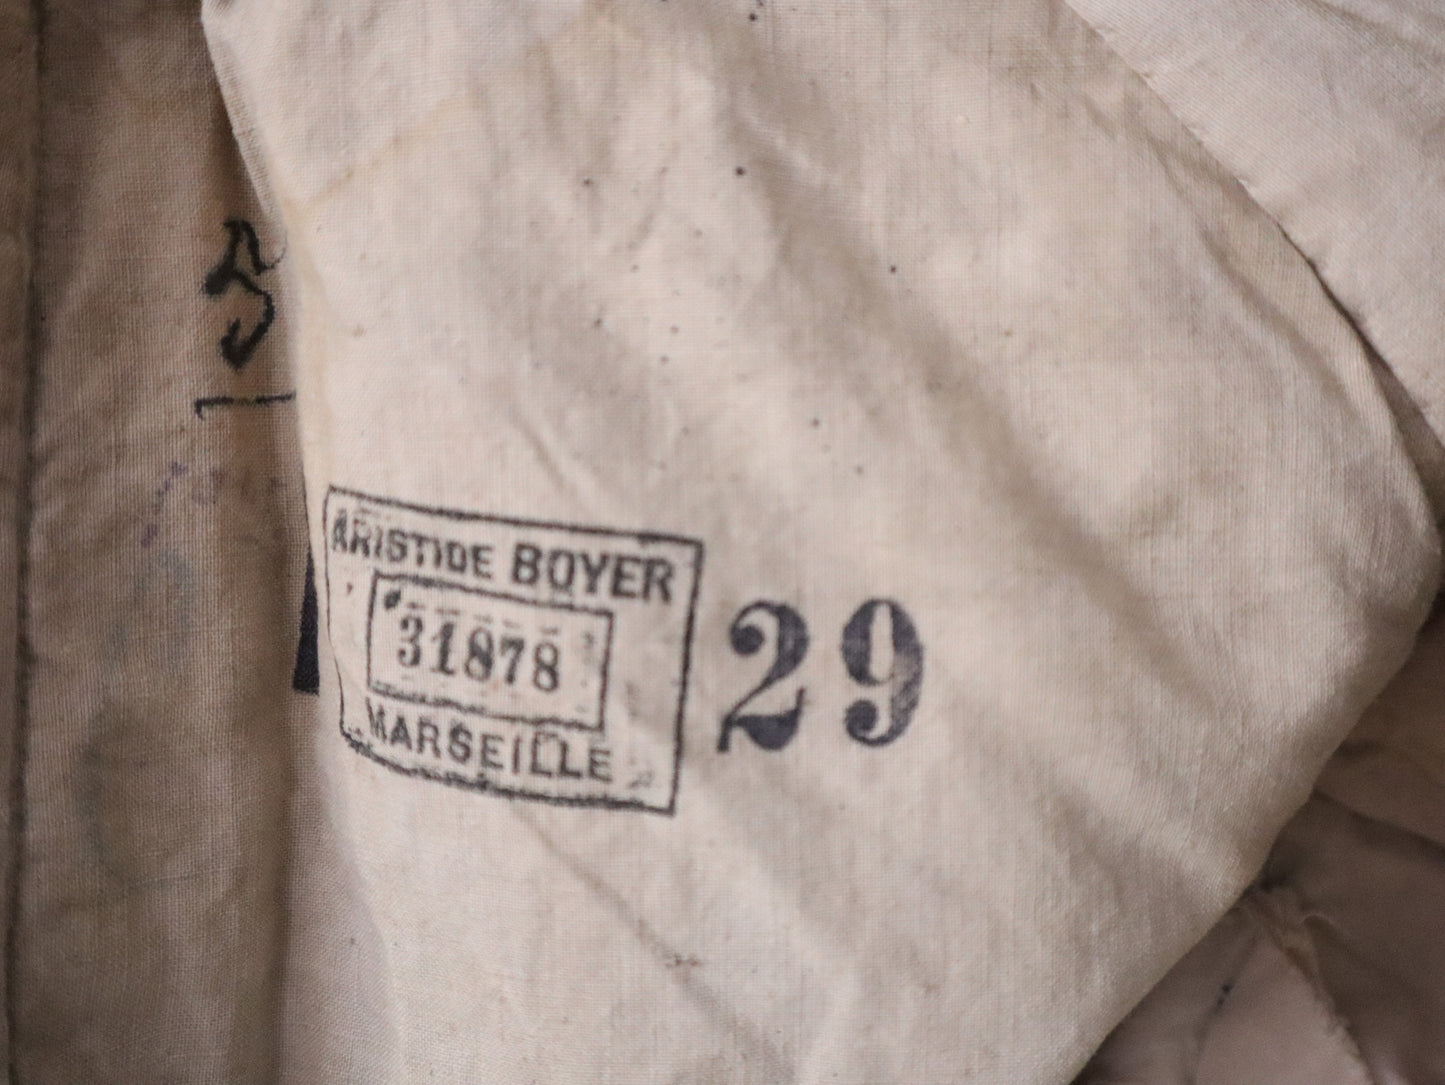 ARISTIDE BOYER
31878
MARSEILLE
29